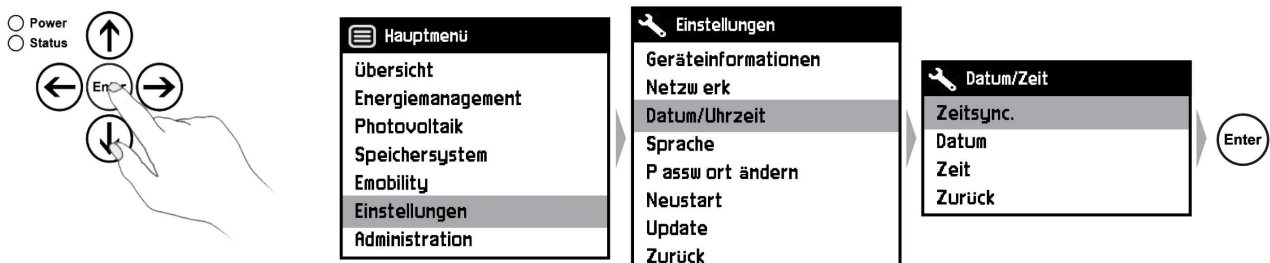 Power
Status
Enter
Hauptmenü
Übersicht
Energiemanagement
Photovoltaik
Speichersystem
Emobility
Einstellungen
Administration
Einstellungen
Geräteinformationen
Netzw erk
Datum/Uhrzeit
Sprache
P assw ort ändern
Neustart
Update
Zurück
Datum/Zeit
Zeitsync.
Datum
Zeit
Zurück
Enter